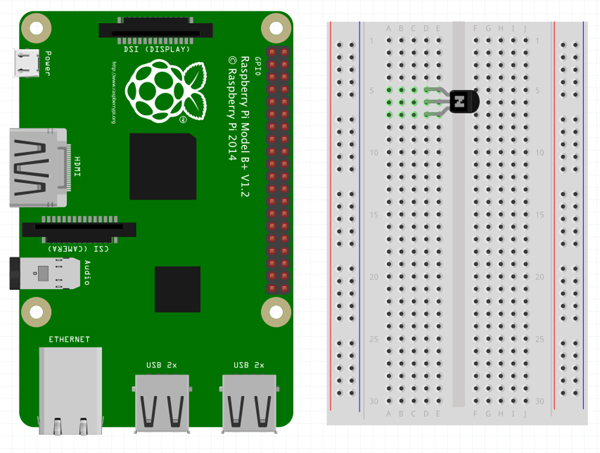 DSI (DISPLAY)
Power
GPIO
http://www.raspberrypi.org
Raspberry Pi Model B+ V1.2
© Raspberry Pi 2014
HDMI
CSI (CAMERA)
Audio
ETHERNET
USB 2x
USB 2x
A B C D E F G H I J
1 1
5 5
N
10 10
15 15
20 20
25 25
30 30
A B C D E F G H I J